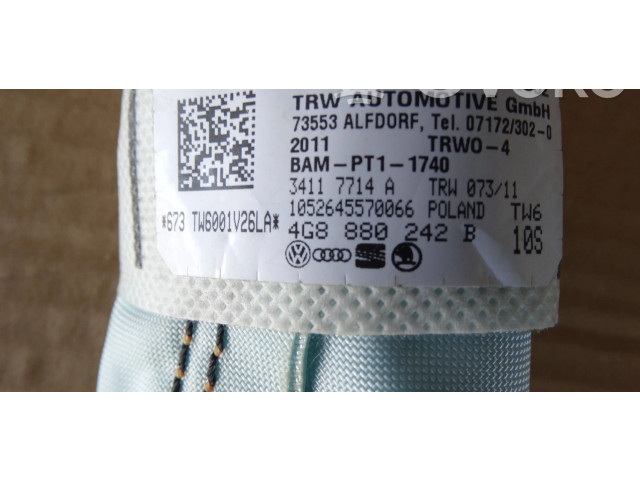 TRW AUTOMOTIVE GmbH
73553 ALFDORF, Tel. 07172/302-0
2011 TRWO-4
BAM-PT1-1740
3411 7714 A TRW 073/11
1052645570066 POLAND TW6
*673 TW6001V26LA*
4G8 880 242 B 10S